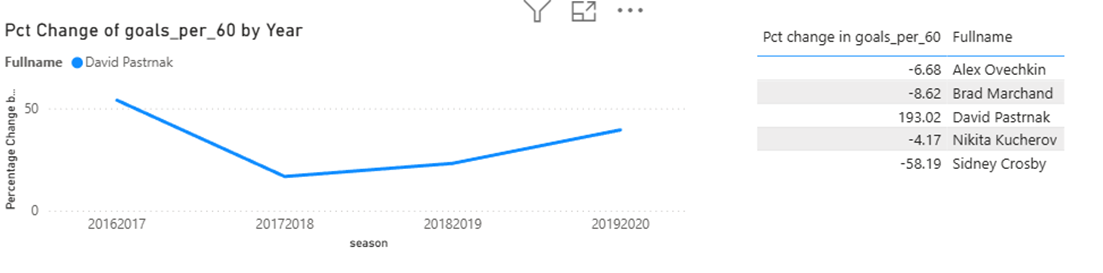 Pct Change of goals_per_60 by Year
Fullname David Pastrnak
Percentage Change b...
50
0
20162017 20172018 20182019 20192020
season
Pct change in goals_per_60 Fullname
-6.68 Alex Ovechkin
-8.62 Brad Marchand
193.02 David Pastrnak
-4.17 Nikita Kucherov
-58.19 Sidney Crosby